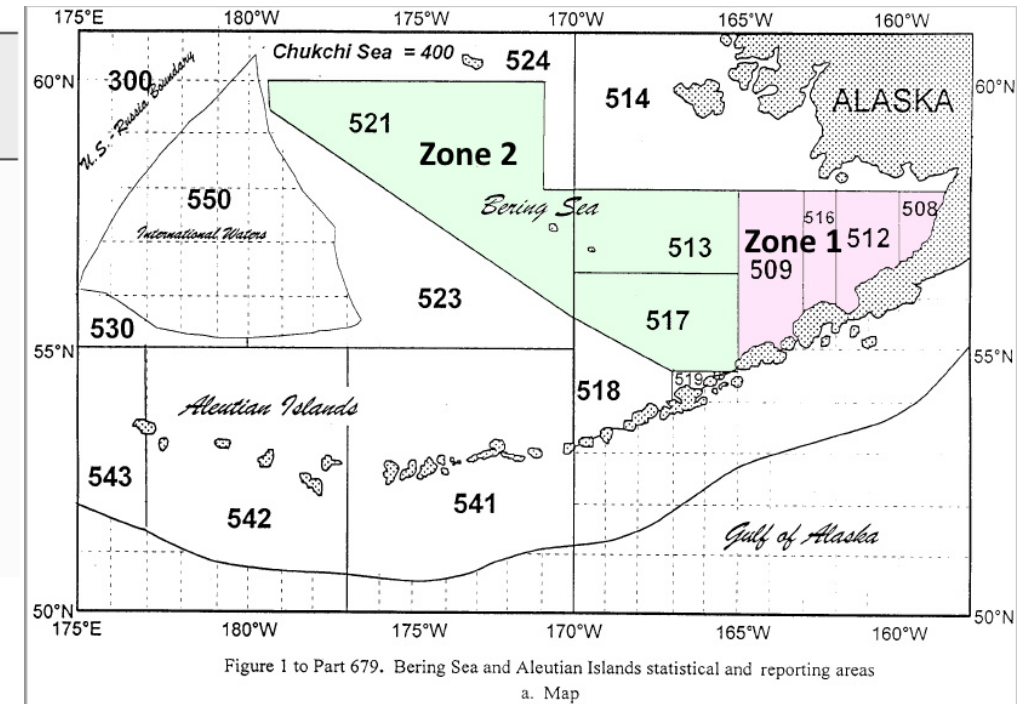 175°E 180°W 175°W 170°W 165°W 160°W
Chukchi Sea = 400
524
60°N
300
U.S. - Russia Boundary
514
ALASKA
60°N
521
Zone 2
550
International Waters
Bering Sea
508
516
Zone 1
512
513
509
523
517
530
55°N
55°N
518
519
Aleutian Islands
543
542
541
Gulf of Alaska
50°N
50°N
175°E 180°W 175°W 170°W 165°W 160°W
Figure 1 to Part 679. Bering Sea and Aleutian Islands statistical and reporting areas
a. Map